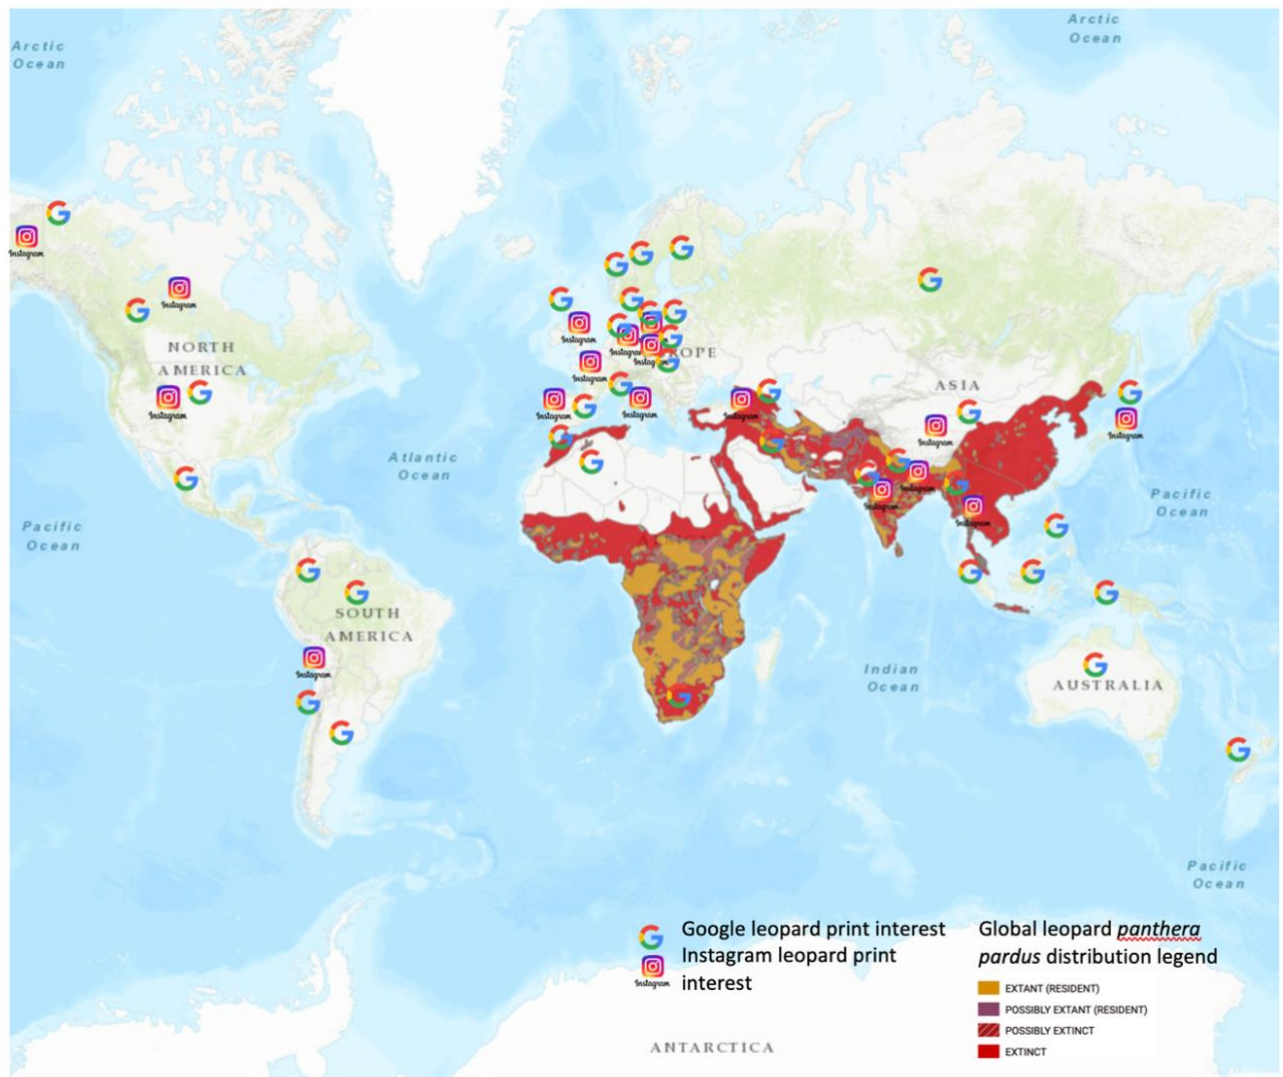 Arctic
Ocean
Arctic
Ocean
Instagram
Instagram
NORTH
AMERICA
Instagram
Instagram
Instagram
Instagram
ROPE
Instagram
Instagram
Instagram
Instagram
ASIA
Instagram
Instagram
Instagram
Instagram
Instagram
Atlantic
Ocean
Pacific
Ocean
Pacific
Ocean
SOUTH
AMERICA
Instagram
Indian
Ocean
AUSTRALIA
Pacific
Ocean
Google leopard print interest
Instagram leopard print
interest
Instagram
Global leopard panthera
pardus distribution legend
EXTANT (RESIDENT)
POSSIBLY EXTANT (RESIDENT)
POSSIBLY EXTINCT
EXTINCT
ANTARCTICA